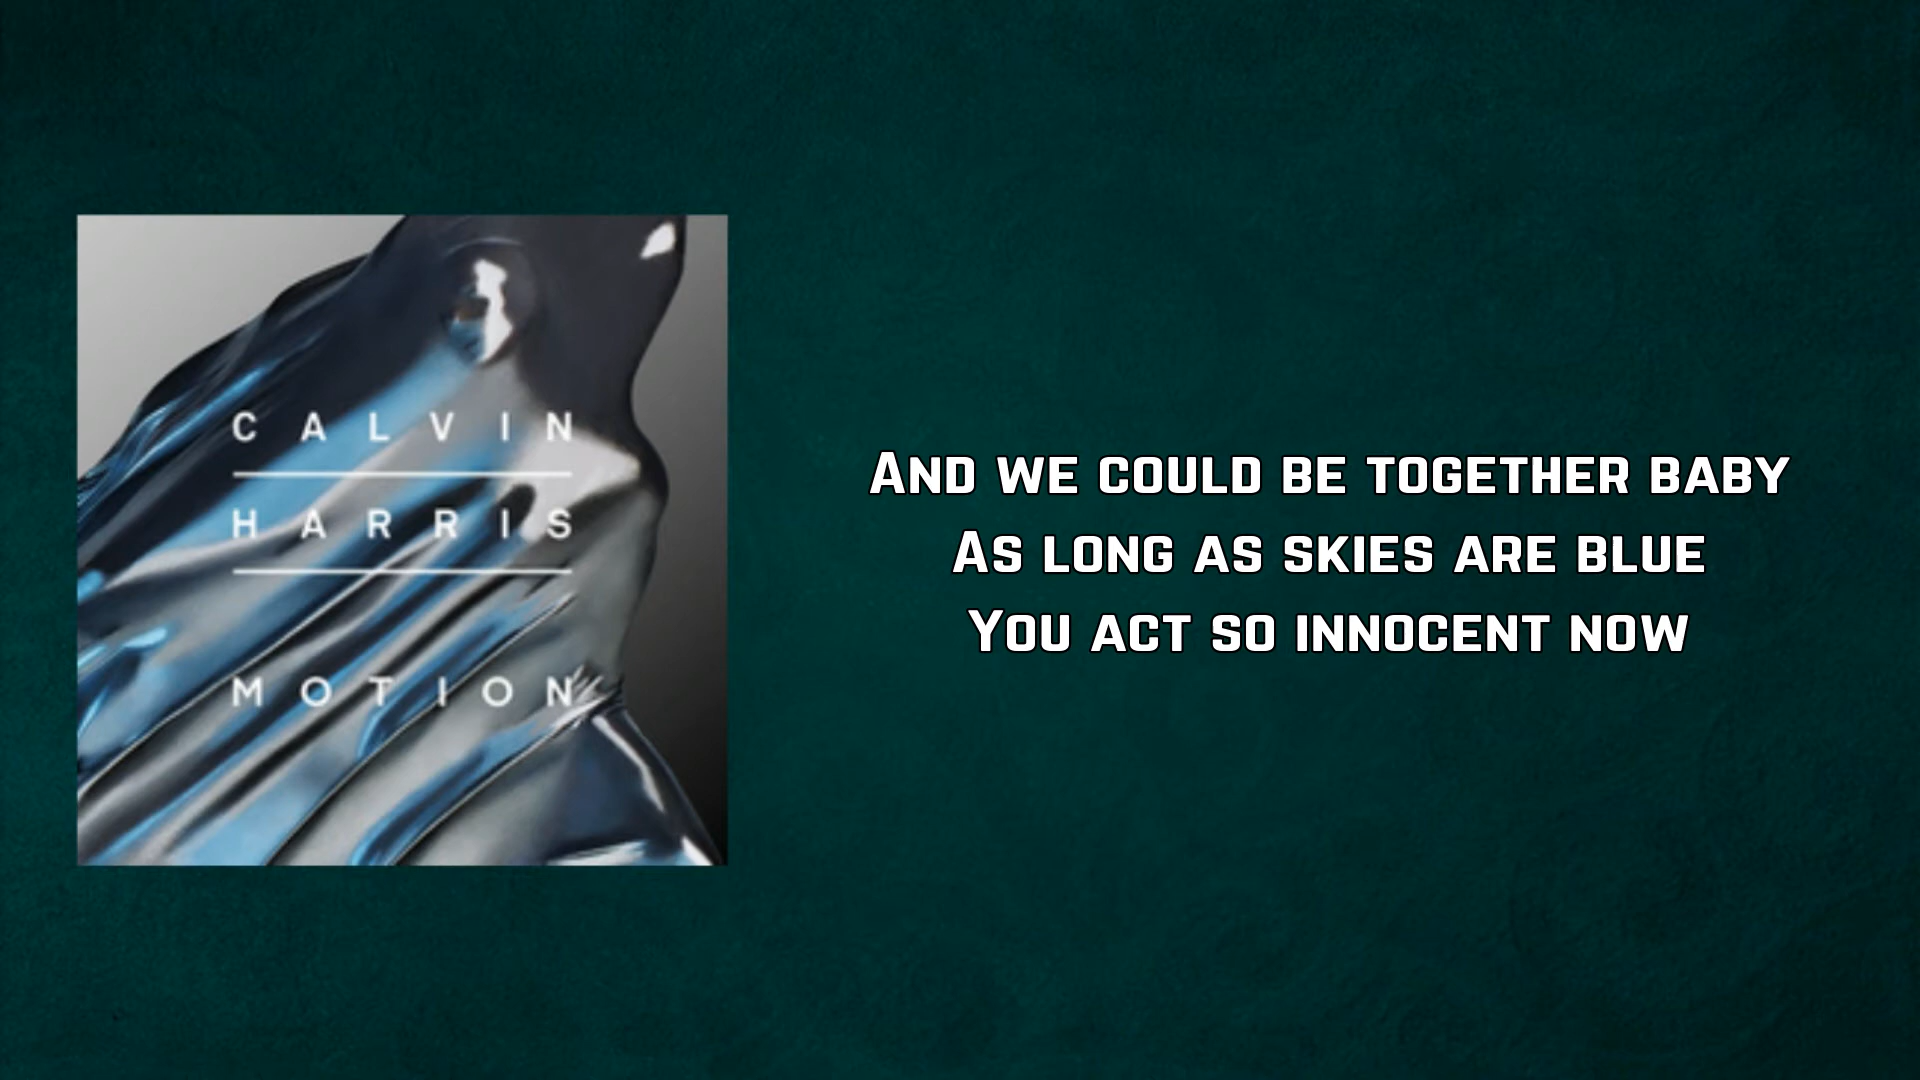 CALVIN
HARRIS
MOTION
And we could be together baby
As long as skies are blue
You act so innocent now